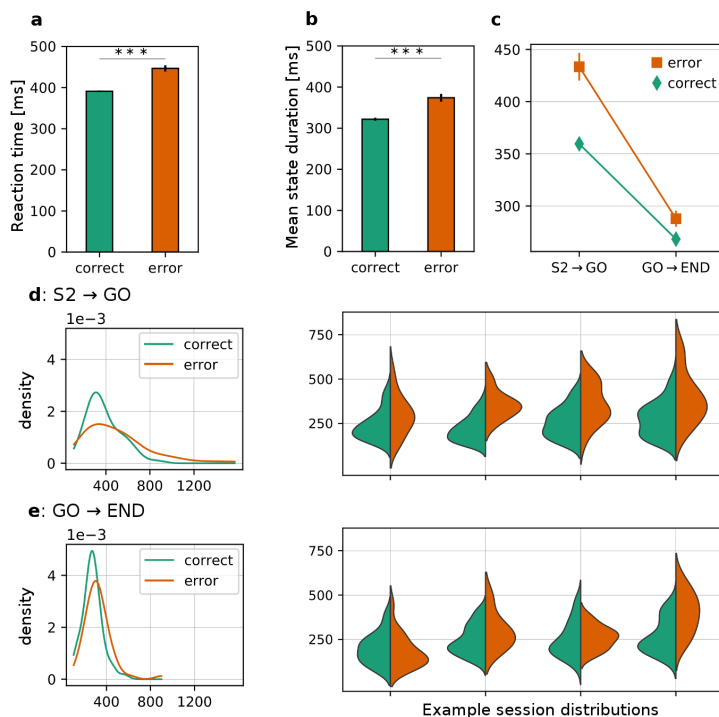 a
Reaction time [ms]
500
400
300
200
100
0
***
correct
error
b
Mean state duration [ms]
500
400
300
200
100
0
***
correct
error
c
450
400
350
300
error
correct
S2→GO
GO→END
d: S2 → GO
1e−3
density
4
2
0
correct
error
400
800
1200
750
500
250
e: GO → END
1e−3
density
4
2
0
correct
error
400
800
1200
750
500
250
Example session distributions